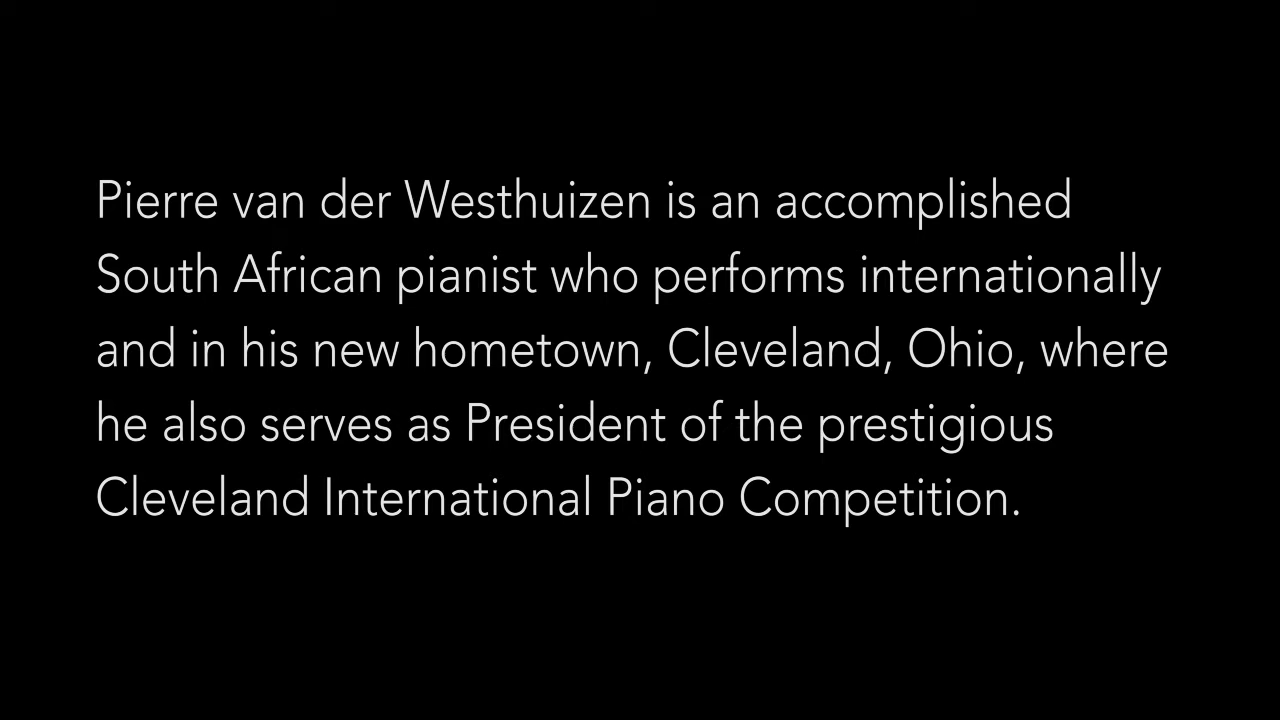 Pierre van der Westhuizen is an accomplished
South African pianist who performs internationally
and in his new hometown, Cleveland, Ohio, where
he also serves as President of the prestigious
Cleveland International Piano Competition.